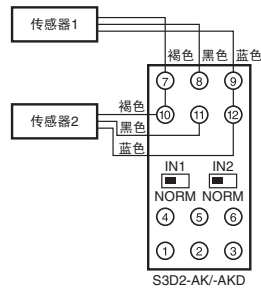 传感器1
褐色 黑色 蓝色
⑦ ⑧ ⑨
褐色
⑩ ⑪ ⑫
传感器2
黑色
蓝色
IN1 IN2
NORM NORM
④ ⑤ ⑥
① ② ③
S3D2-AK/-AKD